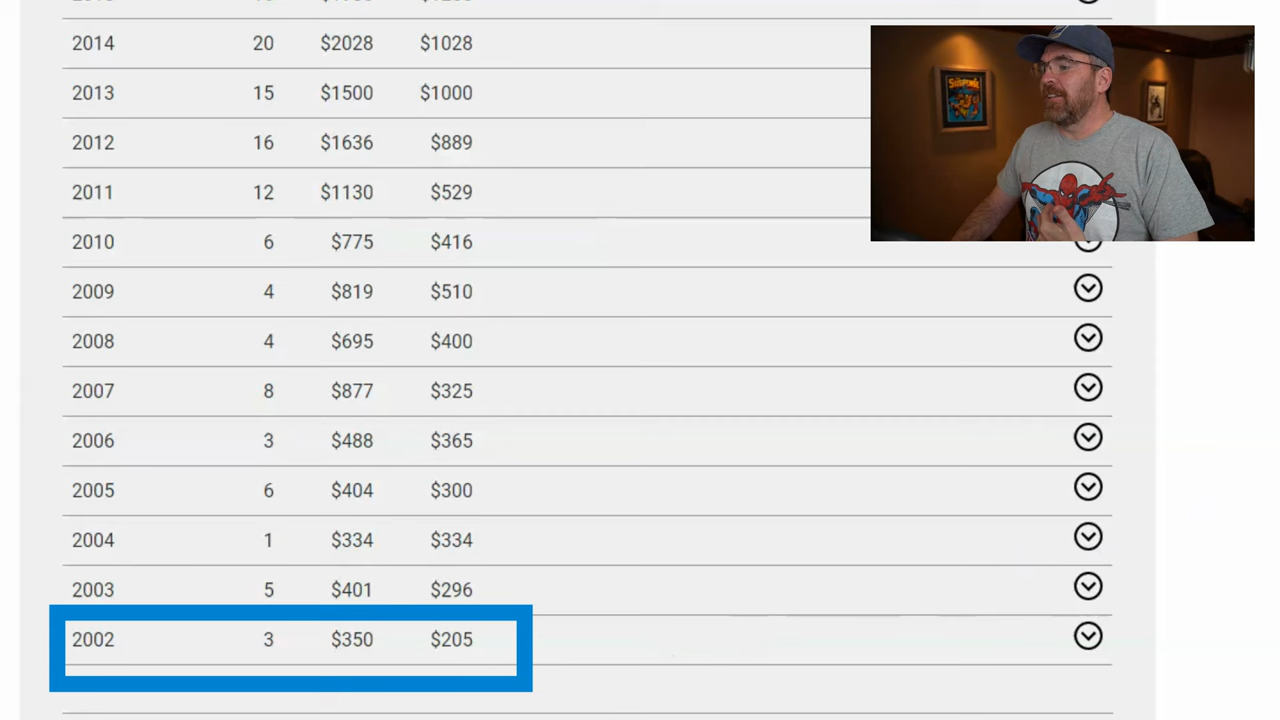 2014 20 $2028 $1028
2013 15 $1500 $1000
2012 16 $1636 $889
2011 12 $1130 $529
2010 6 $775 $416
2009 4 $819 $510
2008 4 $695 $400
2007 8 $877 $325
2006 3 $488 $365
2005 6 $404 $300
2004 1 $334 $334
2003 5 $401 $296
2002 3 $350 $205